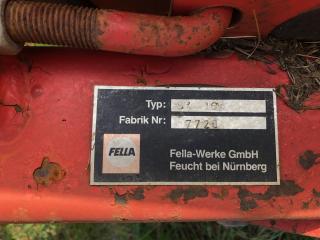 Typ:
Fabrik Nr:
FELLA
Fella-Werke GmbH
Feucht bei Nürnberg